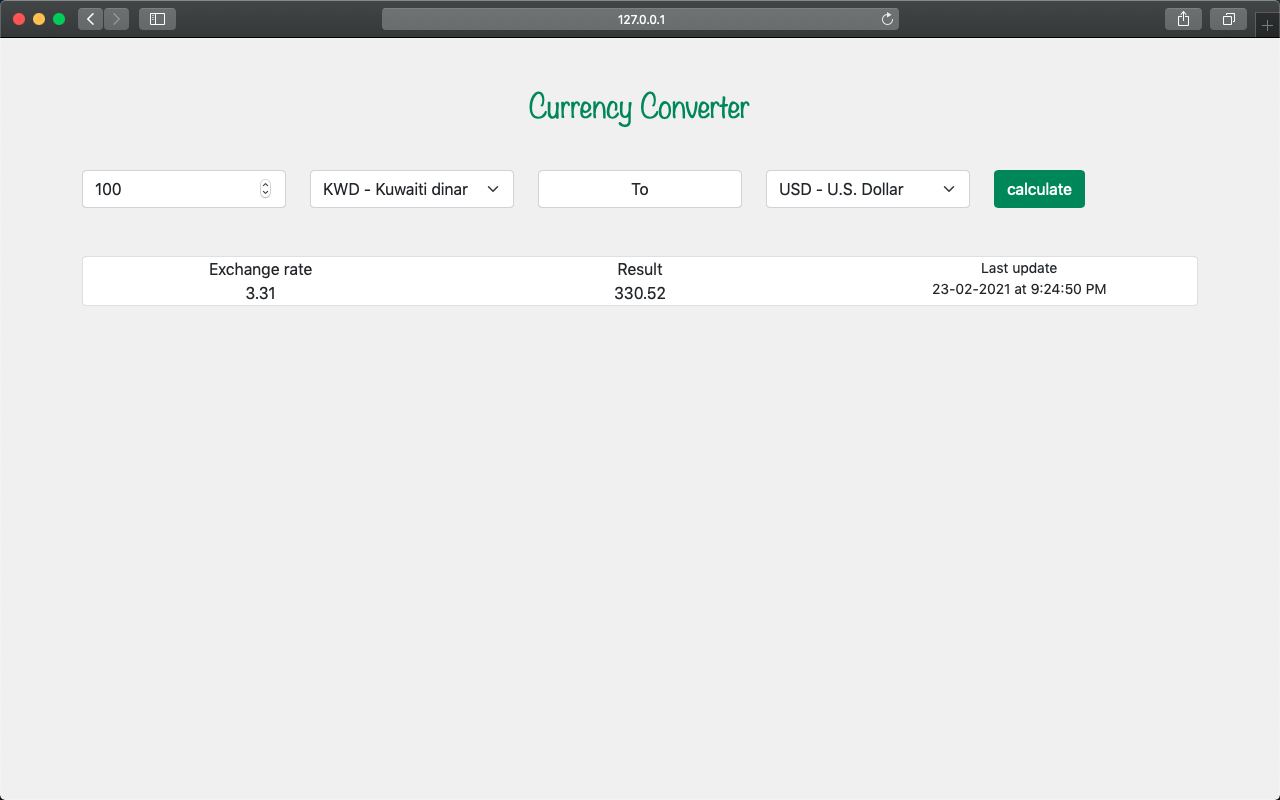 127.0.0.1
Currency Converter
100 KWD - Kuwaiti dinar To USD - U.S. Dollar calculate
Exchange rate Result Last update
3.31 330.52 23-02-2021 at 9:24:50 PM